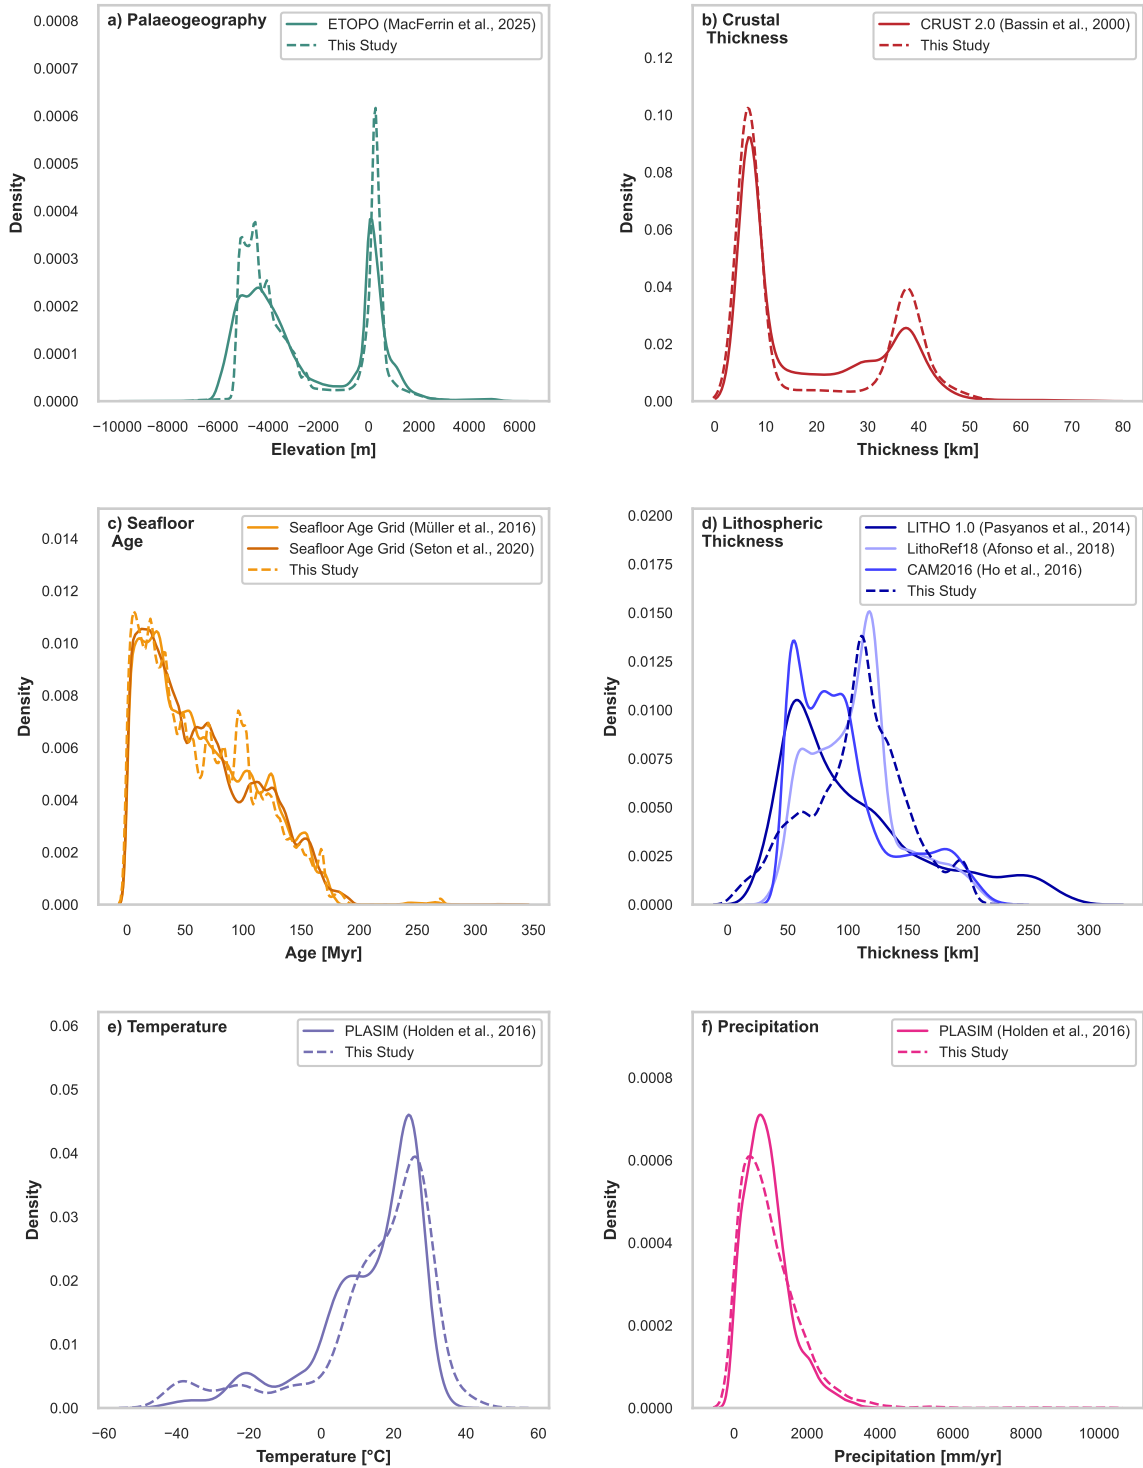 a) Palaeogeography
ETOPO (MacFerrin et al., 2025)
This Study
0.0008
0.0007
0.0006
0.0005
0.0004
0.0003
0.0002
0.0001
0.0000
Density
−10000 −8000 −6000 −4000 −2000 0 2000 4000 6000
Elevation [m]
b) Crustal
Thickness
CRUST 2.0 (Bassin et al., 2000)
This Study
0.12
0.10
0.08
0.06
0.04
0.02
0.00
Density
0 10 20 30 40 50 60 70 80
Thickness [km]
c) Seafloor
Age
Seafloor Age Grid (Müller et al., 2016)
Seafloor Age Grid (Seton et al., 2020)
This Study
0.014
0.012
0.010
0.008
0.006
0.004
0.002
0.000
Density
0 50 100 150 200 250 300 350
Age [Myr]
d) Lithospheric
Thickness
LITHO 1.0 (Pasyanos et al., 2014)
LithoRef18 (Afonso et al., 2018)
CAM2016 (Ho et al., 2016)
This Study
0.0200
0.0175
0.0150
0.0125
0.0100
0.0075
0.0050
0.0025
0.0000
Density
0 50 100 150 200 250 300
Thickness [km]
e) Temperature
PLASIM (Holden et al., 2016)
This Study
0.06
0.05
0.04
0.03
0.02
0.01
0.00
Density
−60 −40 −20 0 20 40 60
Temperature [°C]
f) Precipitation
PLASIM (Holden et al., 2016)
This Study
0.0008
0.0006
0.0004
0.0002
0.0000
Density
0 2000 4000 6000 8000 10000
Precipitation [mm/yr]